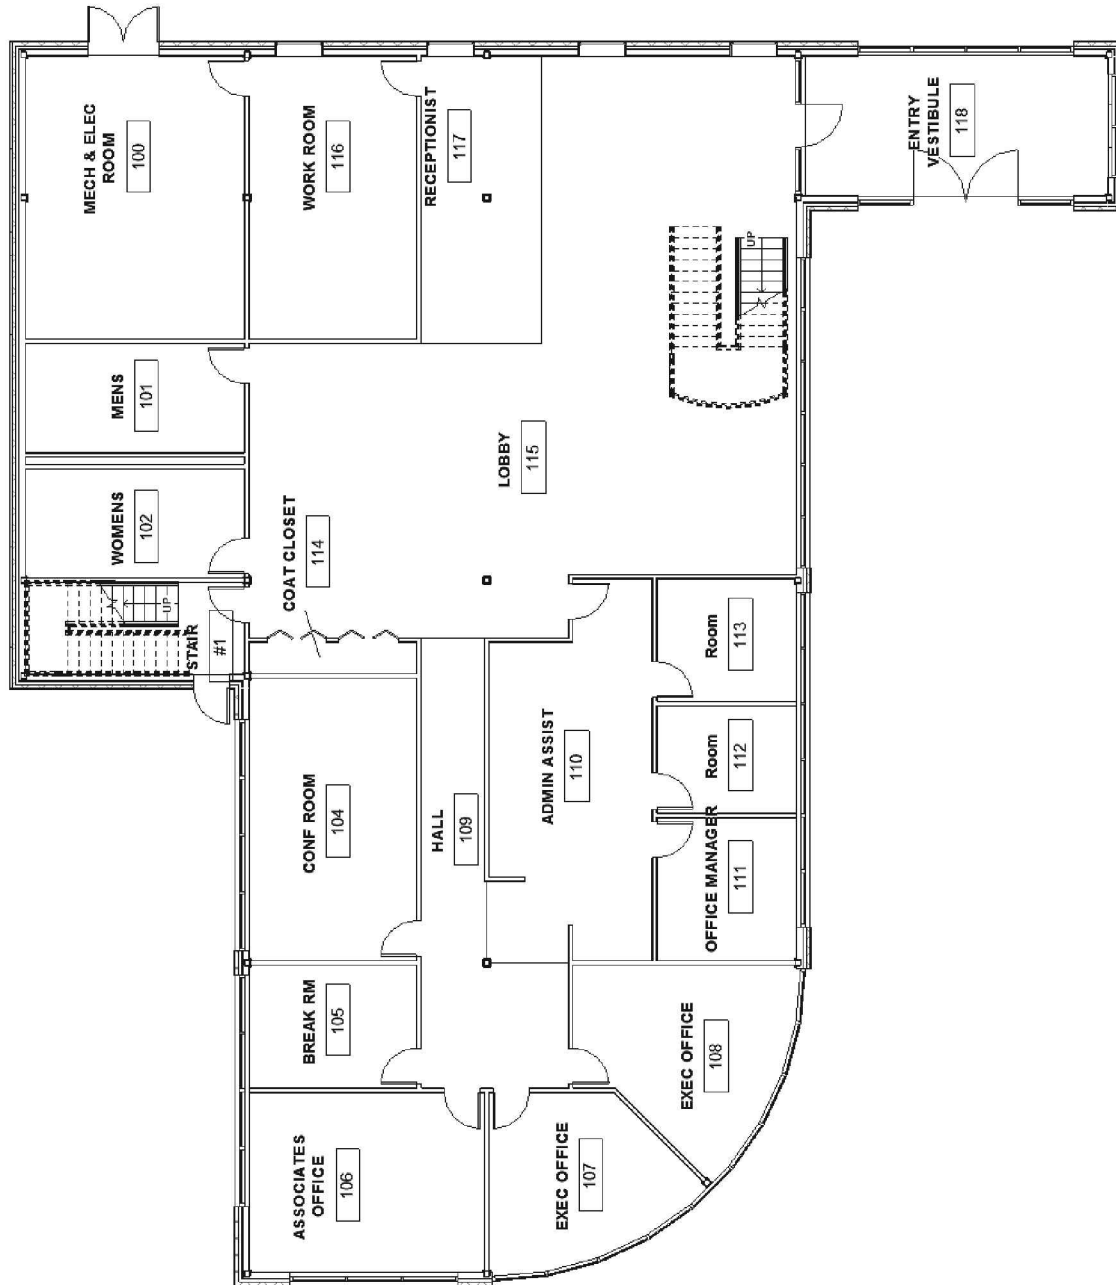 MECH & ELEC
ROOM
100
WORK ROOM
116
RECEPTIONIST
117
ENTRY
VESTIBULE
118
MENS
101
WOMENS
102
UP
UP
STAIR
#1
COAT CLOSET
114
LOBBY
115
CONF ROOM
104
HALL
109
ADMIN ASSIST
110
Room
113
Room
112
OFFICE MANAGER
111
BREAK RM
105
ASSOCIATES
OFFICE
106
EXEC OFFICE
107
EXEC OFFICE
108